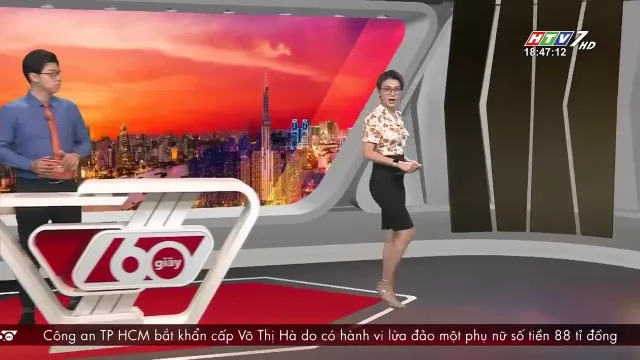 HTV7 HD
18:47:12
60 giây
60 Công an TP HCM bắt khẩn cấp Võ Thị Hà do có hành vi lừa đảo một phụ nữ số tiền 88 tỉ đồng